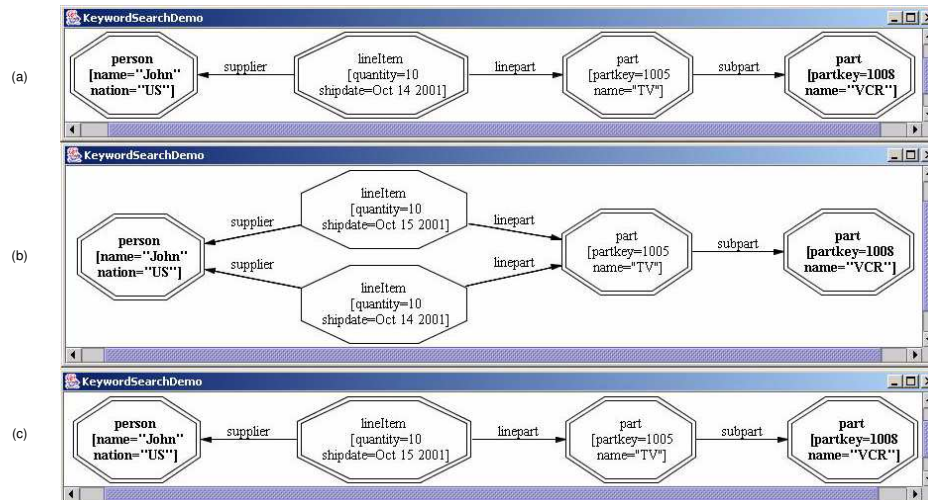 KeywordSearchDemo
(a)
person
[name="John"
nation="US"]
supplier
lineItem
[quantity=10
shipdate=Oct 14 2001]
linepart
part
[partkey=1005
name="TV"]
subpart
part
[partkey=1008
name="VCR"]
KeywordSearchDemo
(b)
person
[name="John"
nation="US"]
supplier
supplier
lineItem
[quantity=10
shipdate=Oct 15 2001]
lineItem
[quantity=10
shipdate=Oct 14 2001]
linepart
linepart
part
[partkey=1005
name="TV"]
subpart
part
[partkey=1008
name="VCR"]
KeywordSearchDemo
(c)
person
[name="John"
nation="US"]
supplier
lineItem
[quantity=10
shipdate=Oct 15 2001]
linepart
part
[partkey=1005
name="TV"]
subpart
part
[partkey=1008
name="VCR"]